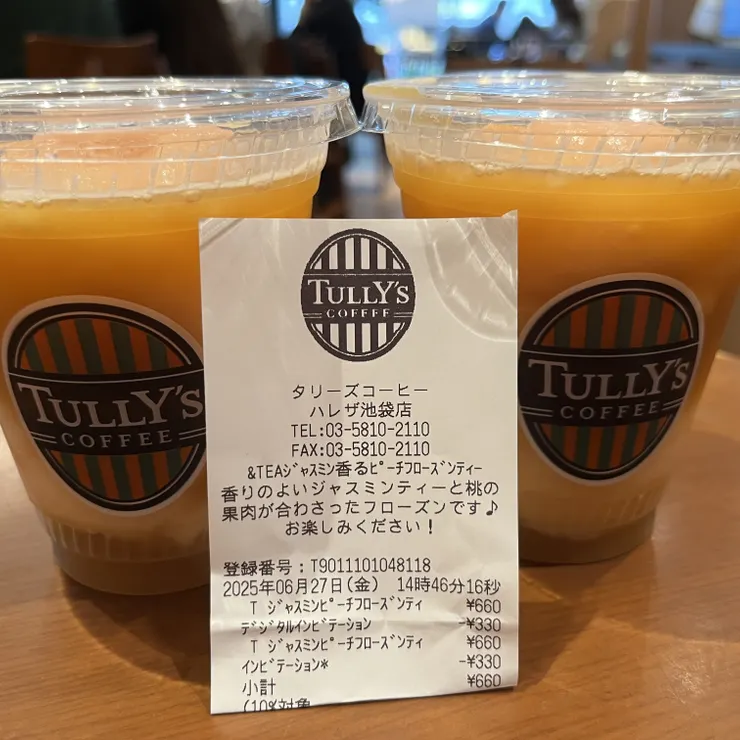 TULLY'S
COFFEE
タリーズコーヒー
ハレザ池袋店
TEL:03-5810-2110
FAX:03-5810-2110
&TEAｼﾞｬｽﾐﾝ香るﾋﾟｰﾁﾌﾛｰｽﾞﾝﾃｨｰ
香りのよいジャスミンティーと桃の
果肉が合わさったフローズンです♪
お楽しみください！
登録番号：T9011101048118
2025年06月27日(金) 14時46分16秒
T ｼﾞｬｽﾐﾝﾋﾟｰﾁﾌﾛｰｽﾞﾝﾃｨ ¥660
ﾃﾞｼﾞﾀﾙｲﾝﾋﾞﾃｰｼｮﾝ -¥330
T ｼﾞｬｽﾐﾝﾋﾟｰﾁﾌﾛｰｽﾞﾝﾃｨ ¥660
ｲﾝﾋﾞﾃｰｼｮﾝ* -¥330
小計 ¥660
(10%対象
TULLY'S
COFFEE
TULLY'S
COFFEE